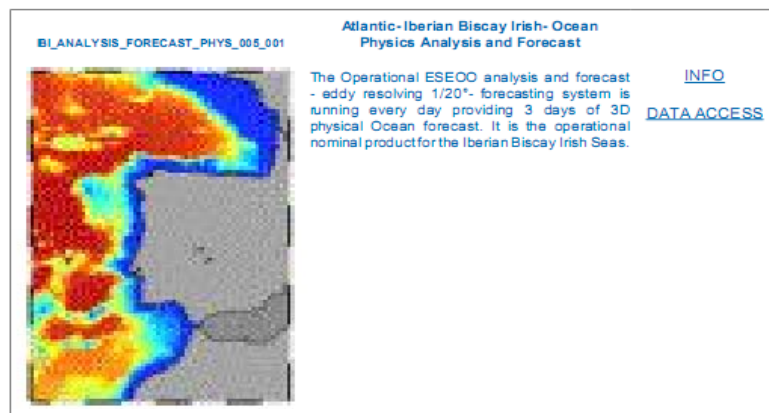 IBI_ANALYSIS_FORECAST_PHYS_005_001
Atlantic-Iberian Biscay Irish- Ocean
Physics Analysis and Forecast
The Operational ESEOO analysis and forecast
- eddy resolving 1/20°- forecasting system is
running every day providing 3 days of 3D
physical Ocean forecast. It is the operational
nominal product for the Iberian Biscay Irish Seas.
INFO
DATA ACCESS